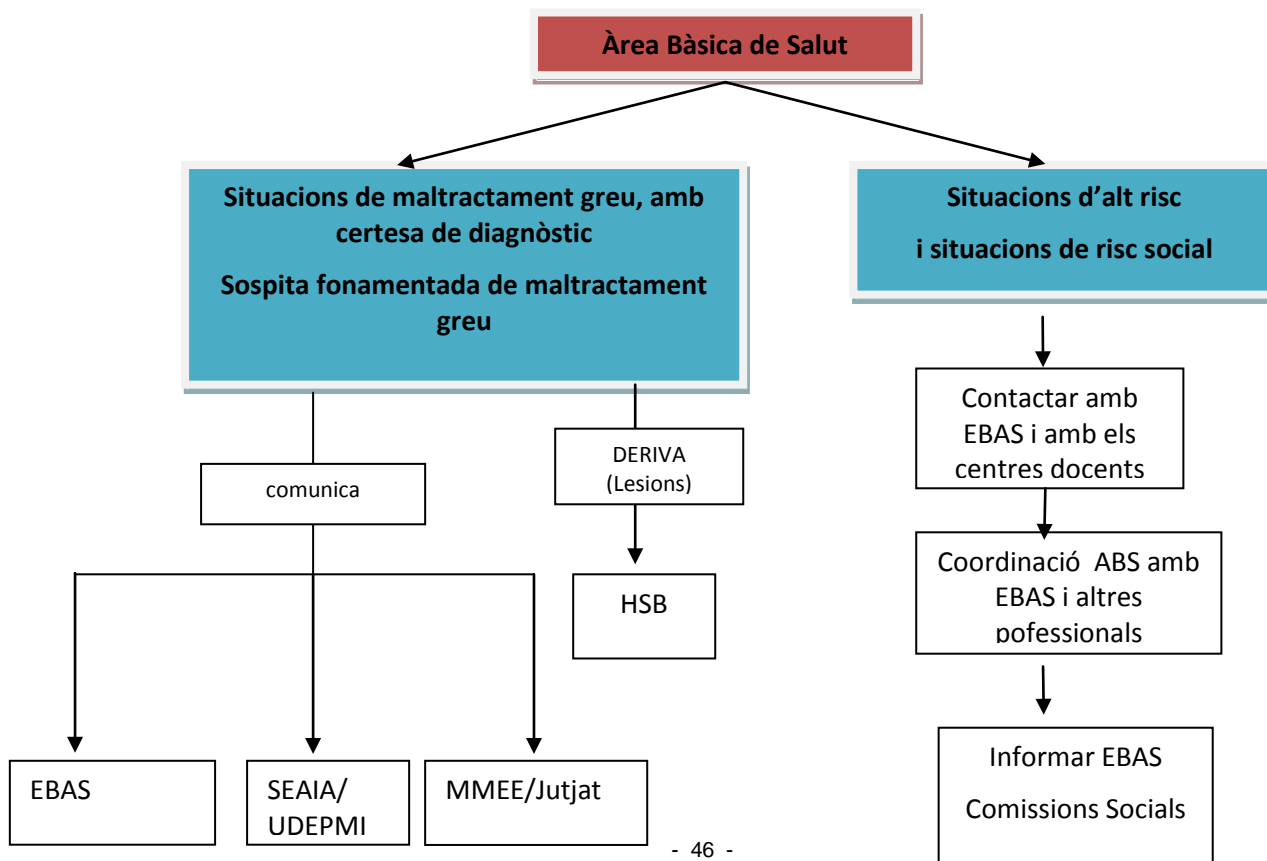 Àrea Bàsica de Salut
Situacions de maltractament greu, amb
certesa de diagnòstic
Sospita fonamentada de maltractament
greu
Situacions d’alt risc
i situacions de risc social
comunica
DERIVA
(Lesions)
HSB
Contactar amb
EBAS i amb els
centres docents
Coordinació ABS amb
EBAS i altres
pofessionals
EBAS
SEAIA/
UDEPMI
MMEE/Jutjat
Informar EBAS
Comissions Socials
- 46 -